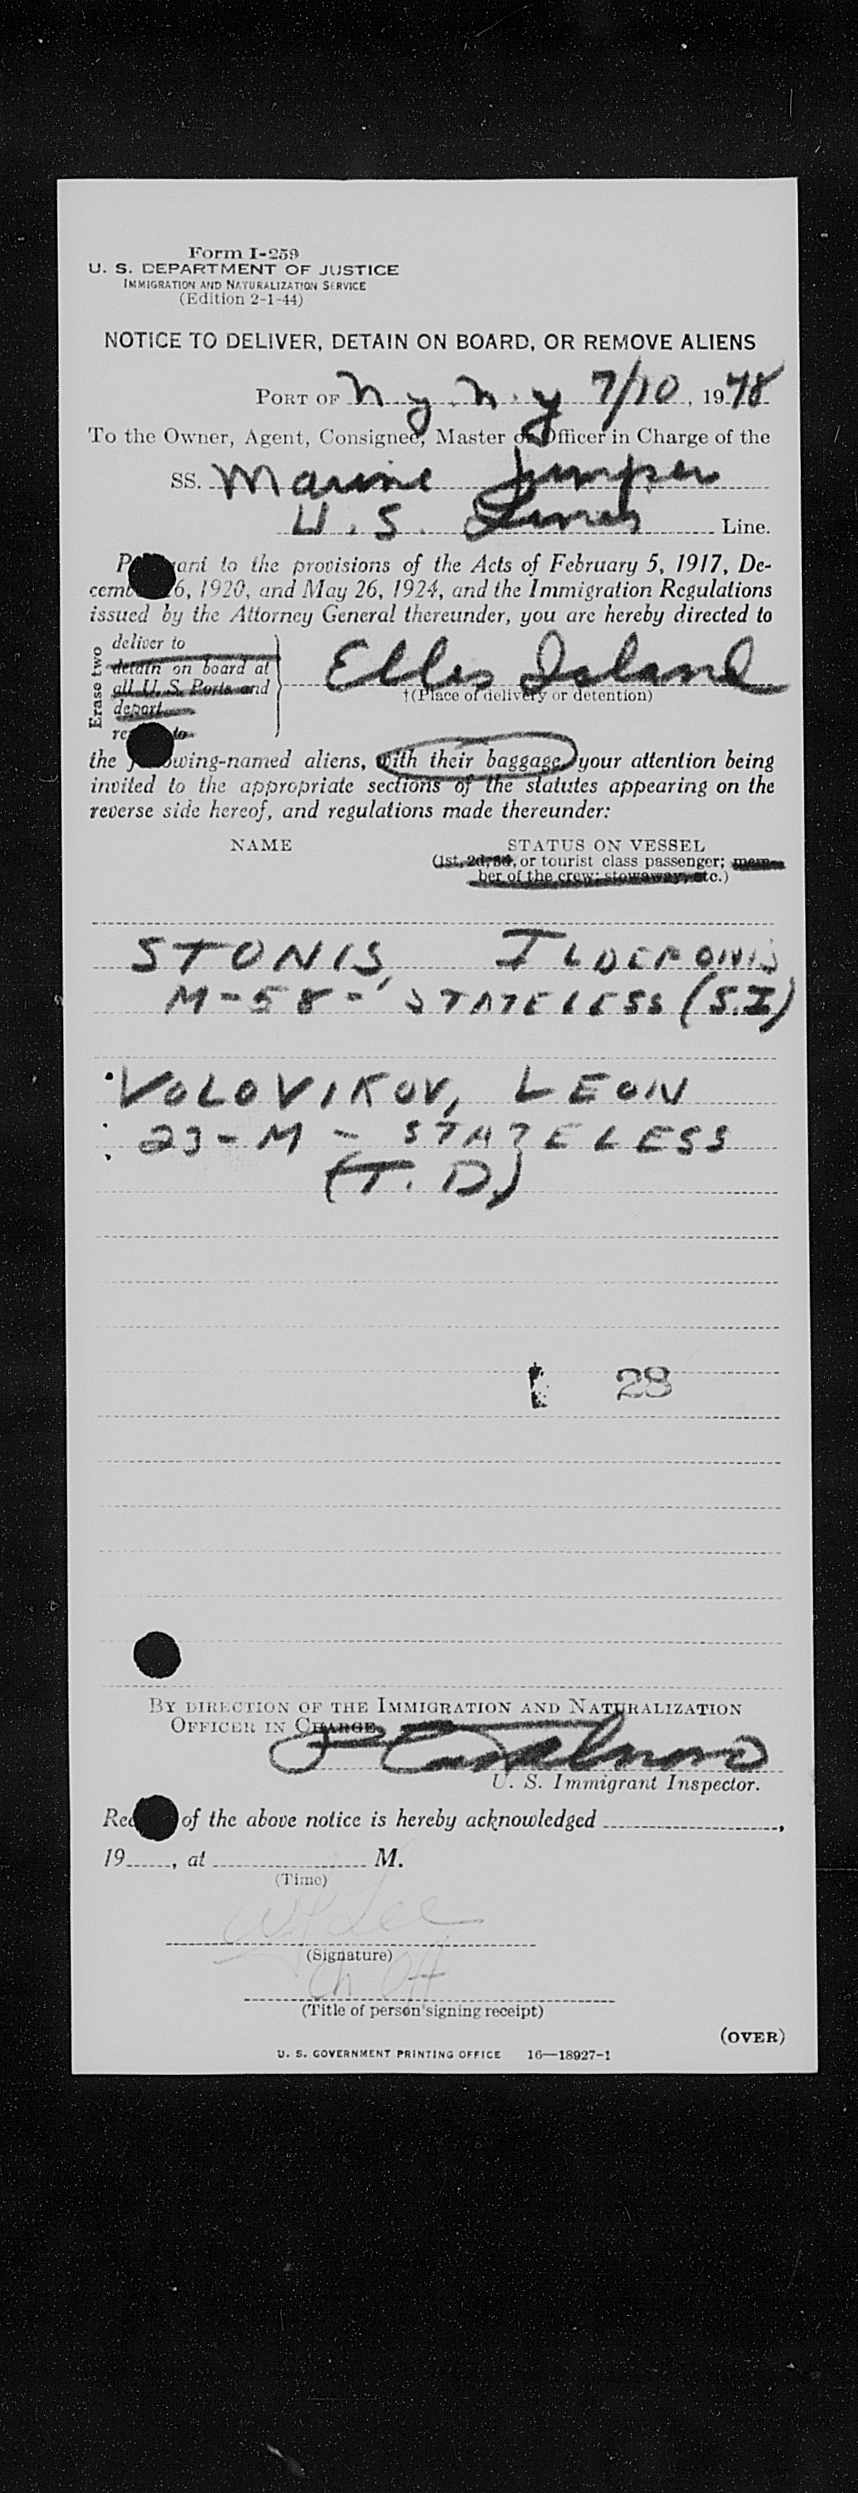 Form I-259
U. S. DEPARTMENT OF JUSTICE
IMMIGRATION AND NATURALIZATION SERVICE
(Edition 2-1-44)
NOTICE TO DELIVER, DETAIN ON BOARD, OR REMOVE ALIENS
PORT OF N.Y. N.Y 7/10, 1948
To the Owner, Agent, Consignee, Master or Officer in Charge of the
SS. Marine Jumper
U.S. Lines Line.
Pursuant to the provisions of the Acts of February 5, 1917, De-
cember 26, 1920, and May 26, 1924, and the Immigration Regulations
issued by the Attorney General thereunder, you are hereby directed to
Erase two
deliver to
detain on board at
all U. S. Ports and
depart
remove to
Ellis Island
†(Place of delivery or detention)
the following-named aliens, with their baggage, your attention being
invited to the appropriate sections of the statutes appearing on the
reverse side hereof, and regulations made thereunder:
NAME STATUS ON VESSEL
(1st, 2d, 3d, or tourist class passenger; mem-
ber of the crew; stowaway, etc.)
STONIS,
M-58- STATELESS (S.I)
VOLOVIKOV, LEON
23-M - STATELESS
(T. D.)
28
BY DIRECTION OF THE IMMIGRATION AND NATURALIZATION
OFFICER IN CHARGE
U. S. Immigrant Inspector.
Receipt of the above notice is hereby acknowledged ,
19 , at M.
(Time)
Lee
(Signature)
Ch Off
(Title of person signing receipt)
(OVER)
U. S. GOVERNMENT PRINTING OFFICE 16—18927-1